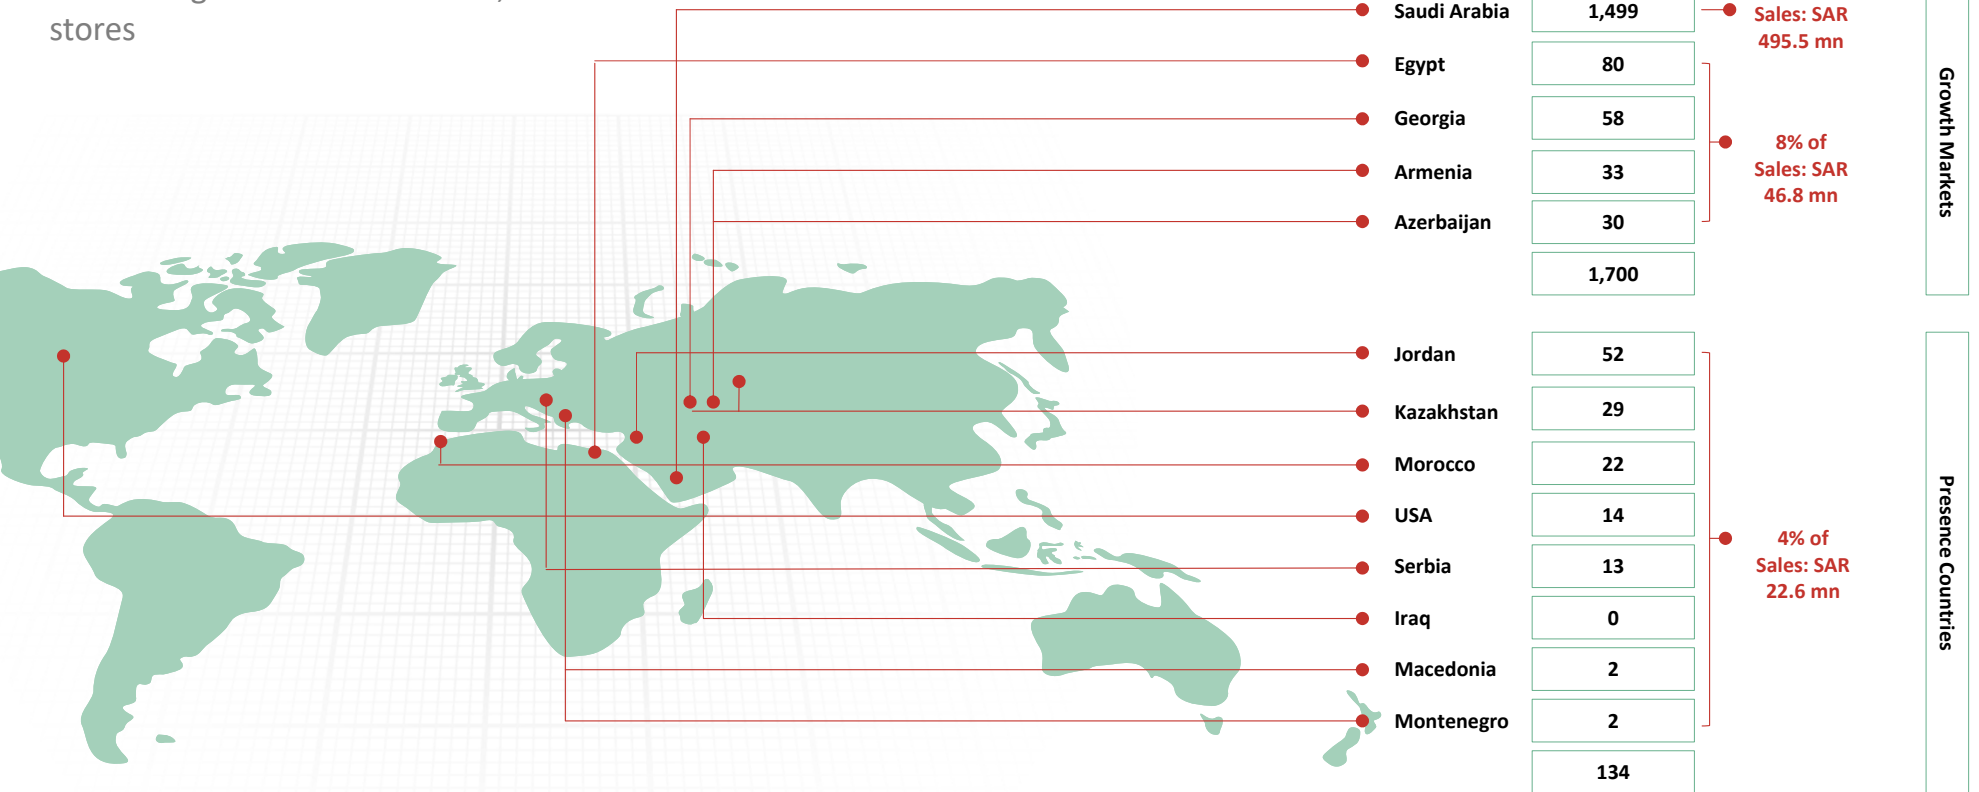 stores
Saudi Arabia 1,499
Sales: SAR
495.5 mn
Egypt 80
Georgia 58
Armenia 33
Azerbaijan 30
1,700
8% of
Sales: SAR
46.8 mn
Growth Markets
Jordan 52
Kazakhstan 29
Morocco 22
USA 14
Serbia 13
Iraq 0
Macedonia 2
Montenegro 2
134
4% of
Sales: SAR
22.6 mn
Presence Countries